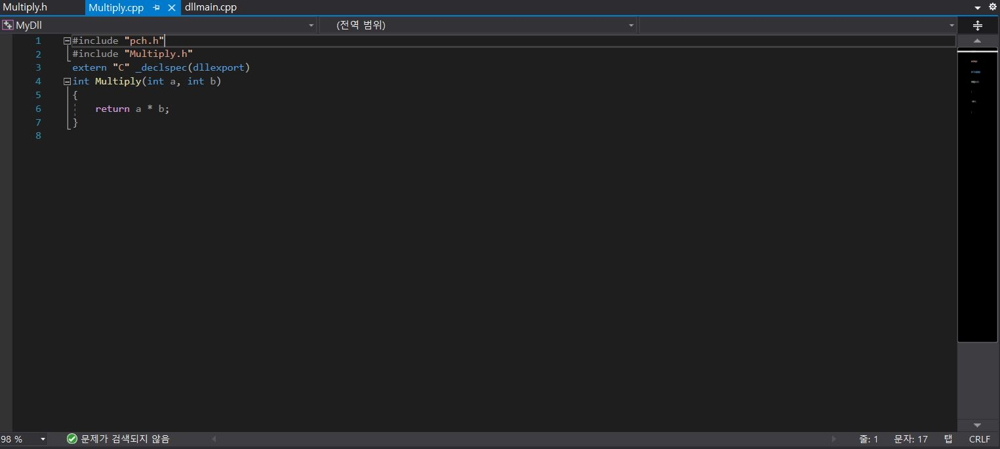 Multiply.h Multiply.cpp dllmain.cpp
MyDll (전역 범위)
1 #include "pch.h"
2 #include "Multiply.h"
3 extern "C" _declspec(dllexport)
4 int Multiply(int a, int b)
5 {
6 return a * b;
7 }
8
98 % 문제가 검색되지 않음 줄: 1 문자: 17 탭 CRLF